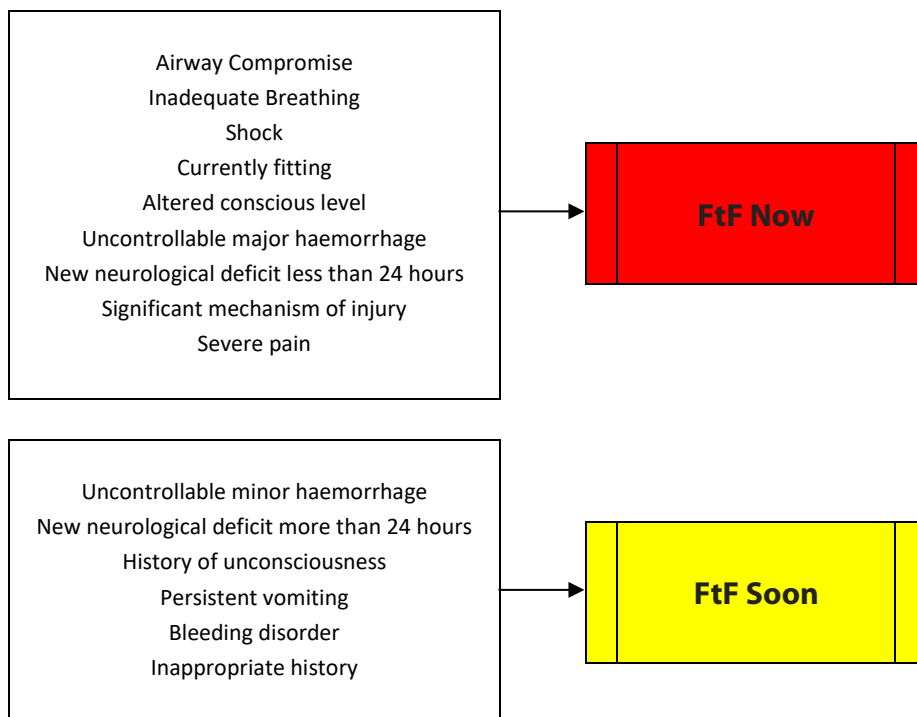 Airway Compromise
Inadequate Breathing
Shock
Currently fitting
Altered conscious level
Uncontrollable major haemorrhage
New neurological deficit less than 24 hours
Significant mechanism of injury
Severe pain
FtF Now
Uncontrollable minor haemorrhage
New neurological deficit more than 24 hours
History of unconsciousness
Persistent vomiting
Bleeding disorder
Inappropriate history
FtF Soon